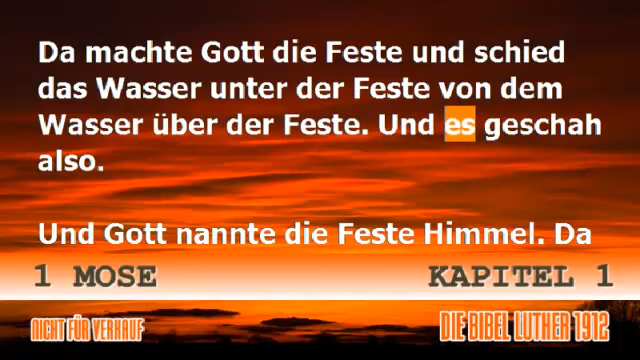 Da machte Gott die Feste und schied
das Wasser unter der Feste von dem
Wasser über der Feste. Und es geschah
also.
Und Gott nannte die Feste Himmel. Da
1 MOSE KAPITEL 1
NICHT FÜR VERKAUF DIE BIBEL LUTHER 1912